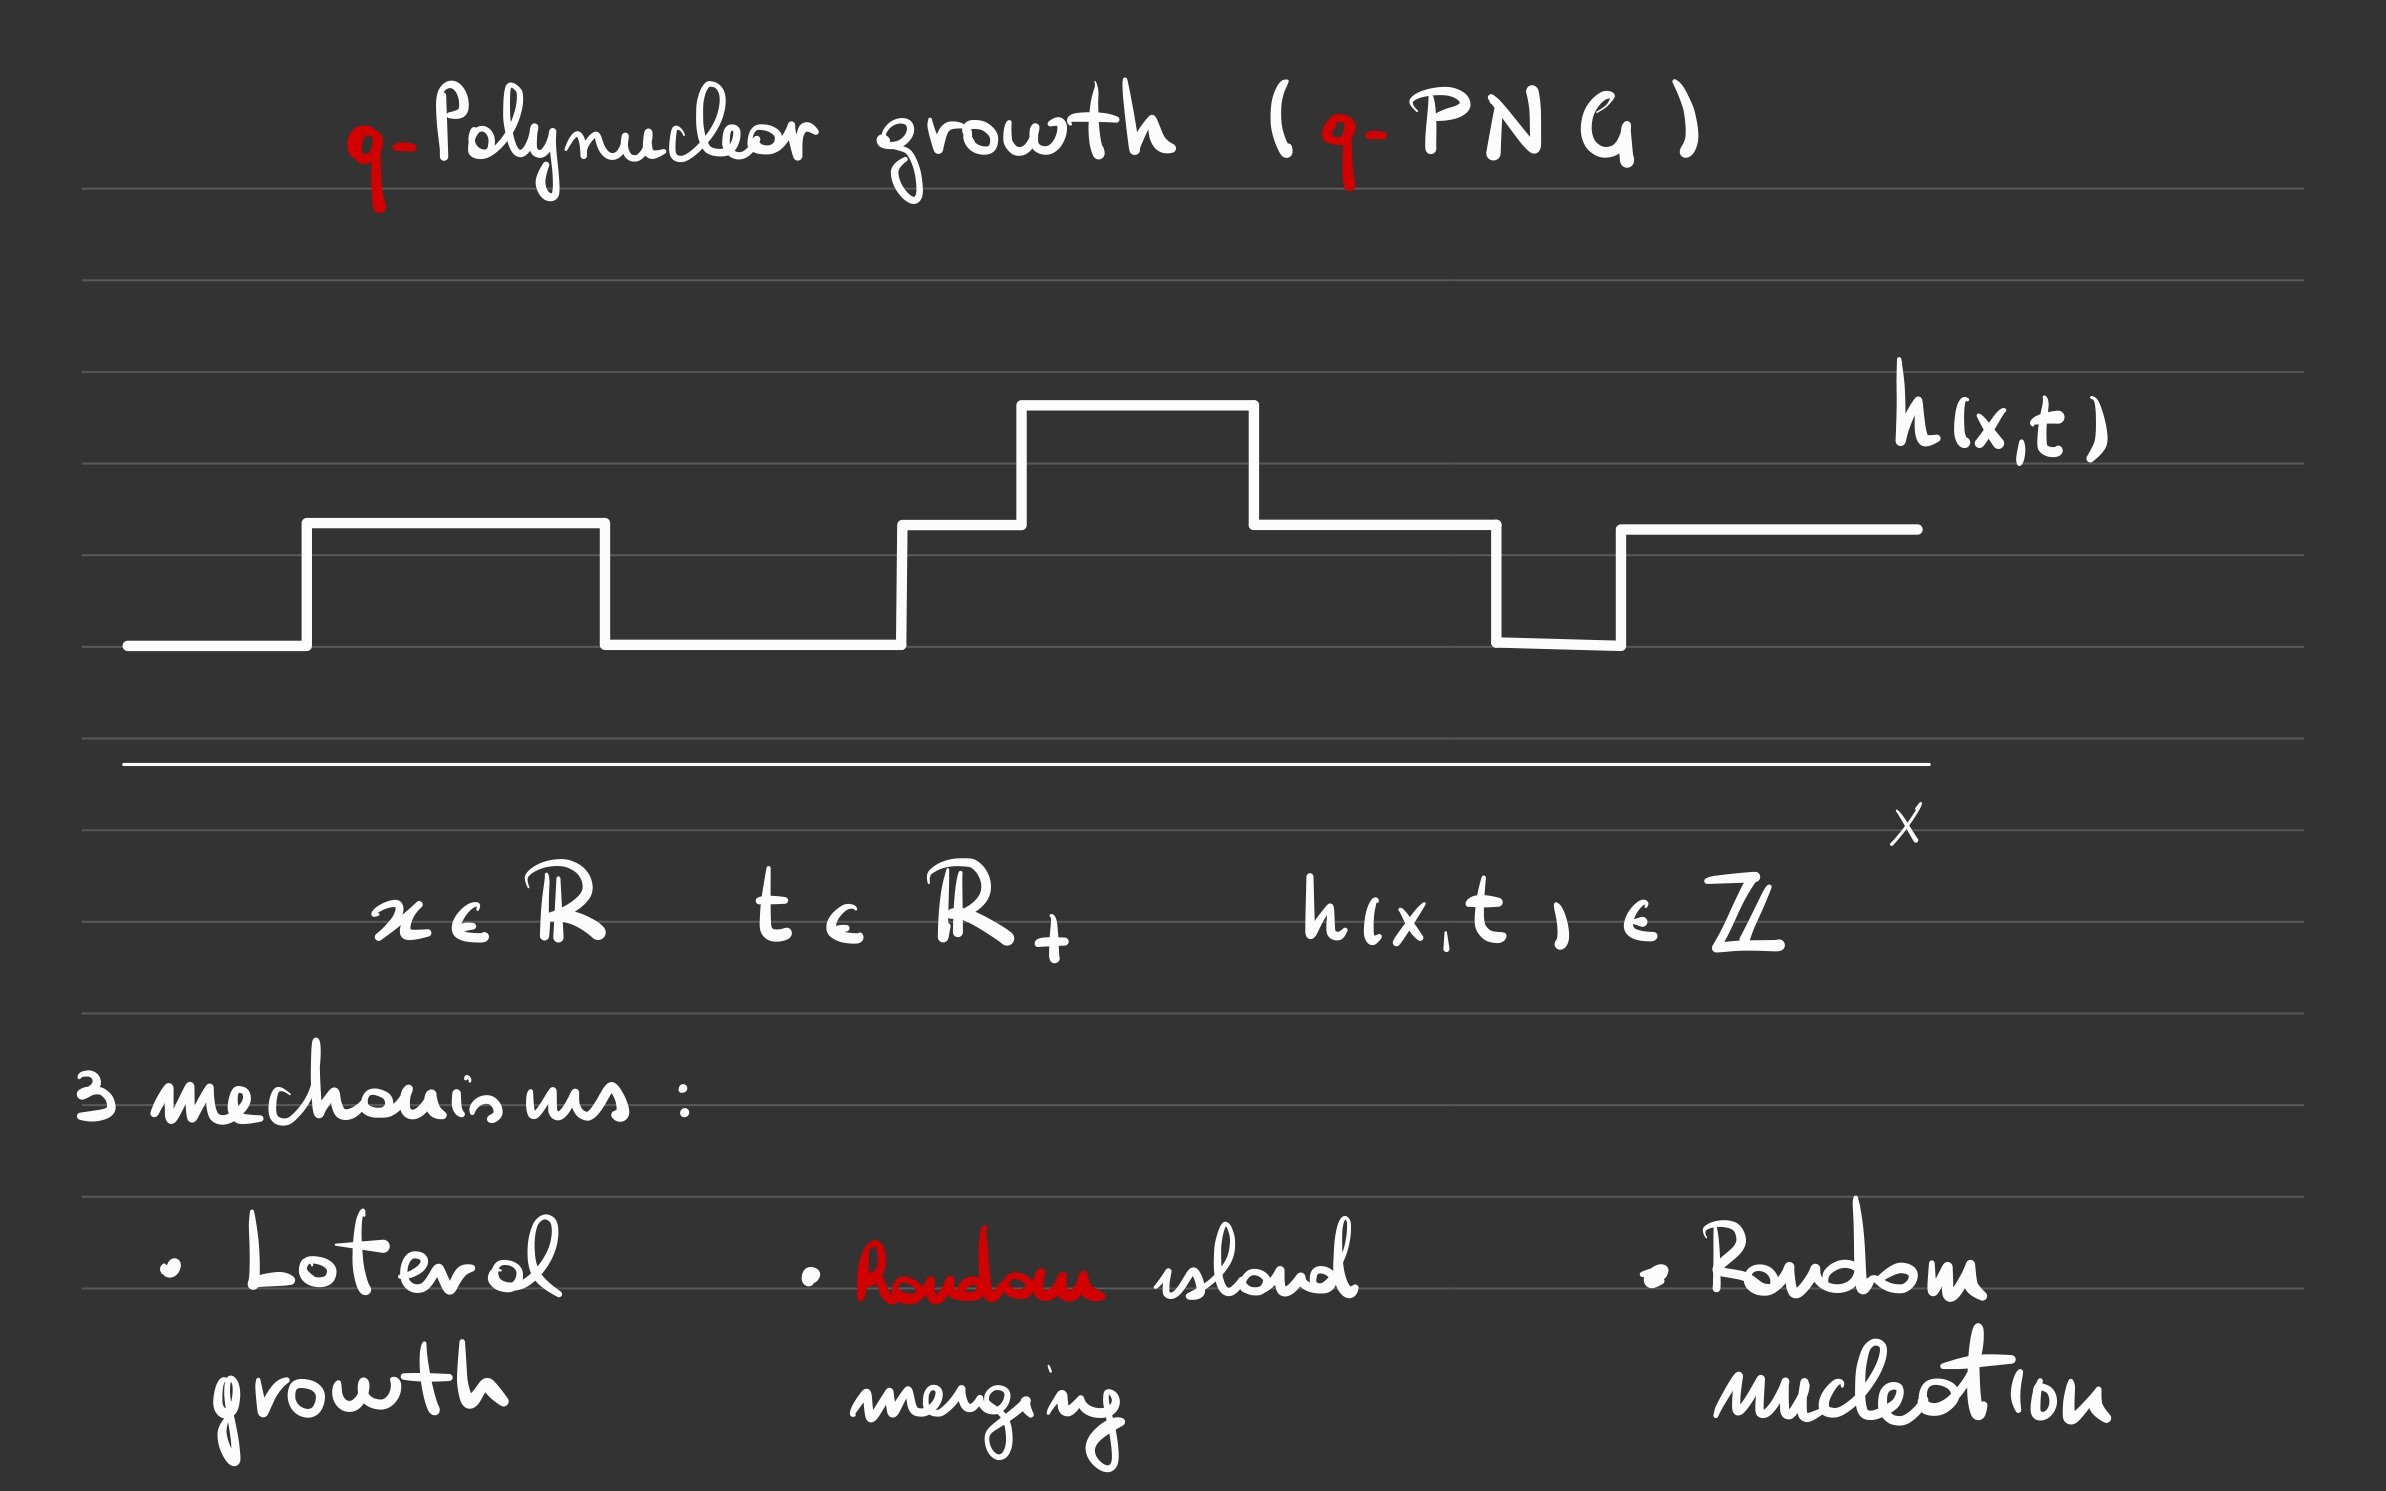 q-Polynuclear growth (q-PNG)
h(x,t)
x
x ∈ ℝ t ∈ ℝ+ h(x,t) ∈ ℤ
3 mechanisms :
• Lateral growth
• Random island merging
• Random nucleation